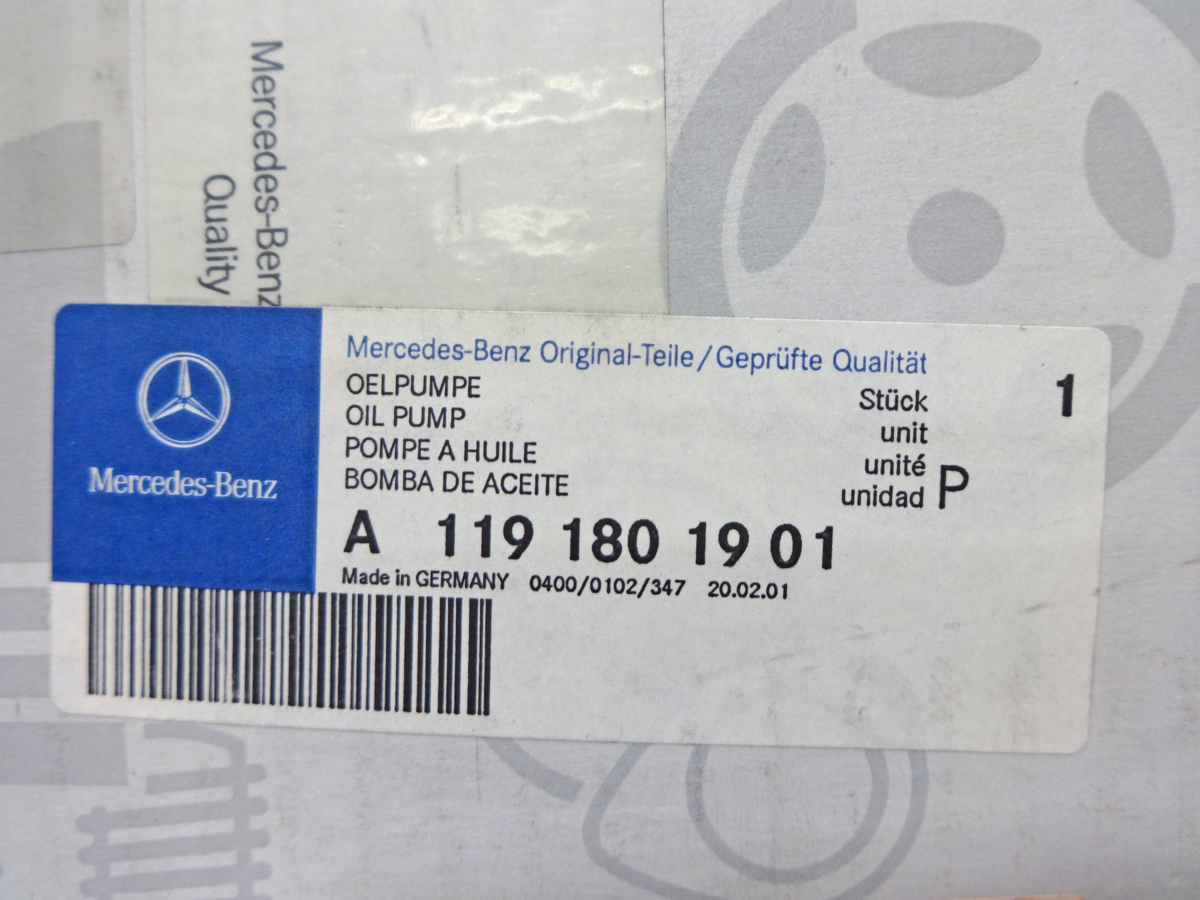 Mercedes-Benz
Quality
Mercedes-Benz
Mercedes-Benz Original-Teile/Geprüfte Qualität
OELPUMPE
OIL PUMP
POMPE A HUILE
BOMBA DE ACEITE
Stück
unit
unité
unidad P
1
A 119 180 19 01
Made in GERMANY 0400/0102/347 20.02.01